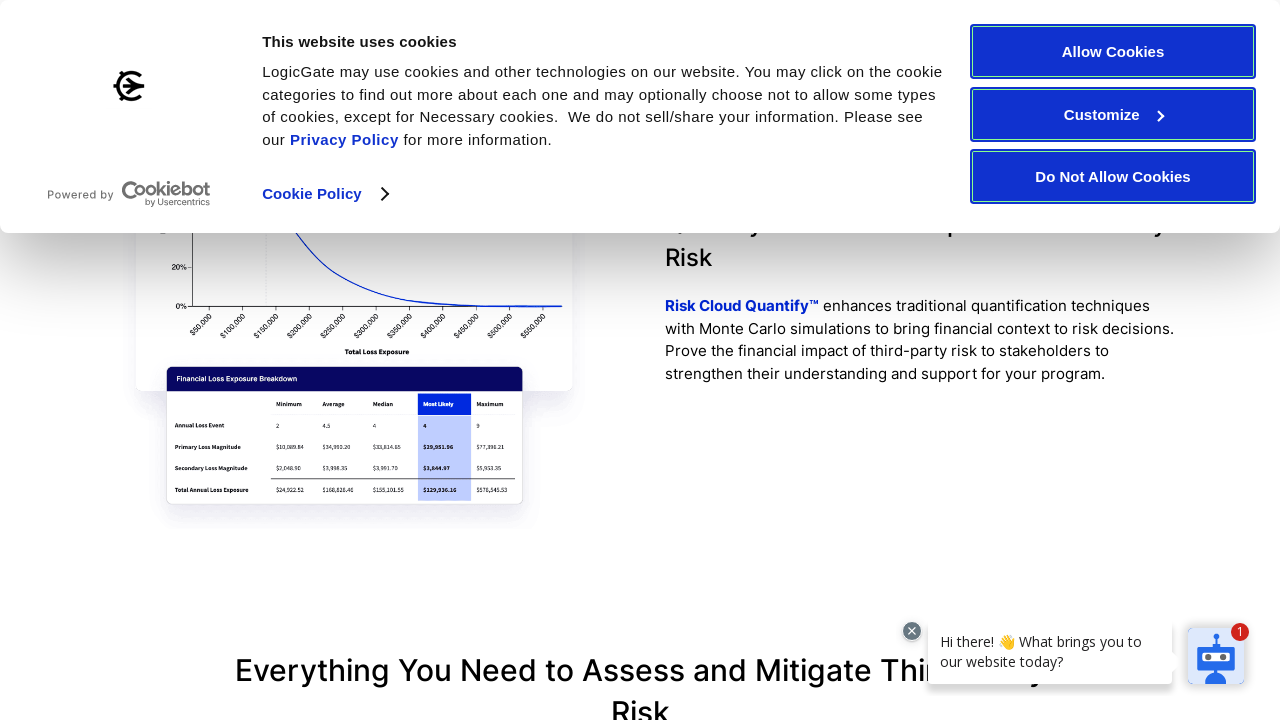 This website uses cookies
LogicGate may use cookies and other technologies on our website. You may click on the cookie
categories to find out more about each one and may optionally choose not to allow some types
of cookies, except for Necessary cookies.  We do not sell/share your information. Please see
our Privacy Policy for more information.
Cookie Policy
Powered by Cookiebot
by Usercentrics
Allow Cookies
Customize
Do Not Allow Cookies
20%
0%
$50,000 $100,000 $150,000 $200,000 $250,000 $300,000 $350,000 $400,000 $450,000 $500,000 $550,000
Total Loss Exposure
Financial Loss Exposure Breakdown
Minimum Average Median Most Likely Maximum
Annual Loss Event 2 4.5 4 4 9
Primary Loss Magnitude $10,089.84 $34,993.20 $33,814.65 $29,951.96 $77,396.21
Secondary Loss Magnitude $2,048.90 $3,998.35 $3,991.70 $3,844.97 $5,953.35
Total Annual Loss Exposure $24,922.52 $168,826.46 $155,101.55 $129,936.16 $578,545.53
Risk
Risk Cloud Quantify™ enhances traditional quantification techniques
with Monte Carlo simulations to bring financial context to risk decisions.
Prove the financial impact of third-party risk to stakeholders to
strengthen their understanding and support for your program.
Everything You Need to Assess and Mitigate Thi
Risk
Hi there! 👋 What brings you to
our website today?
1